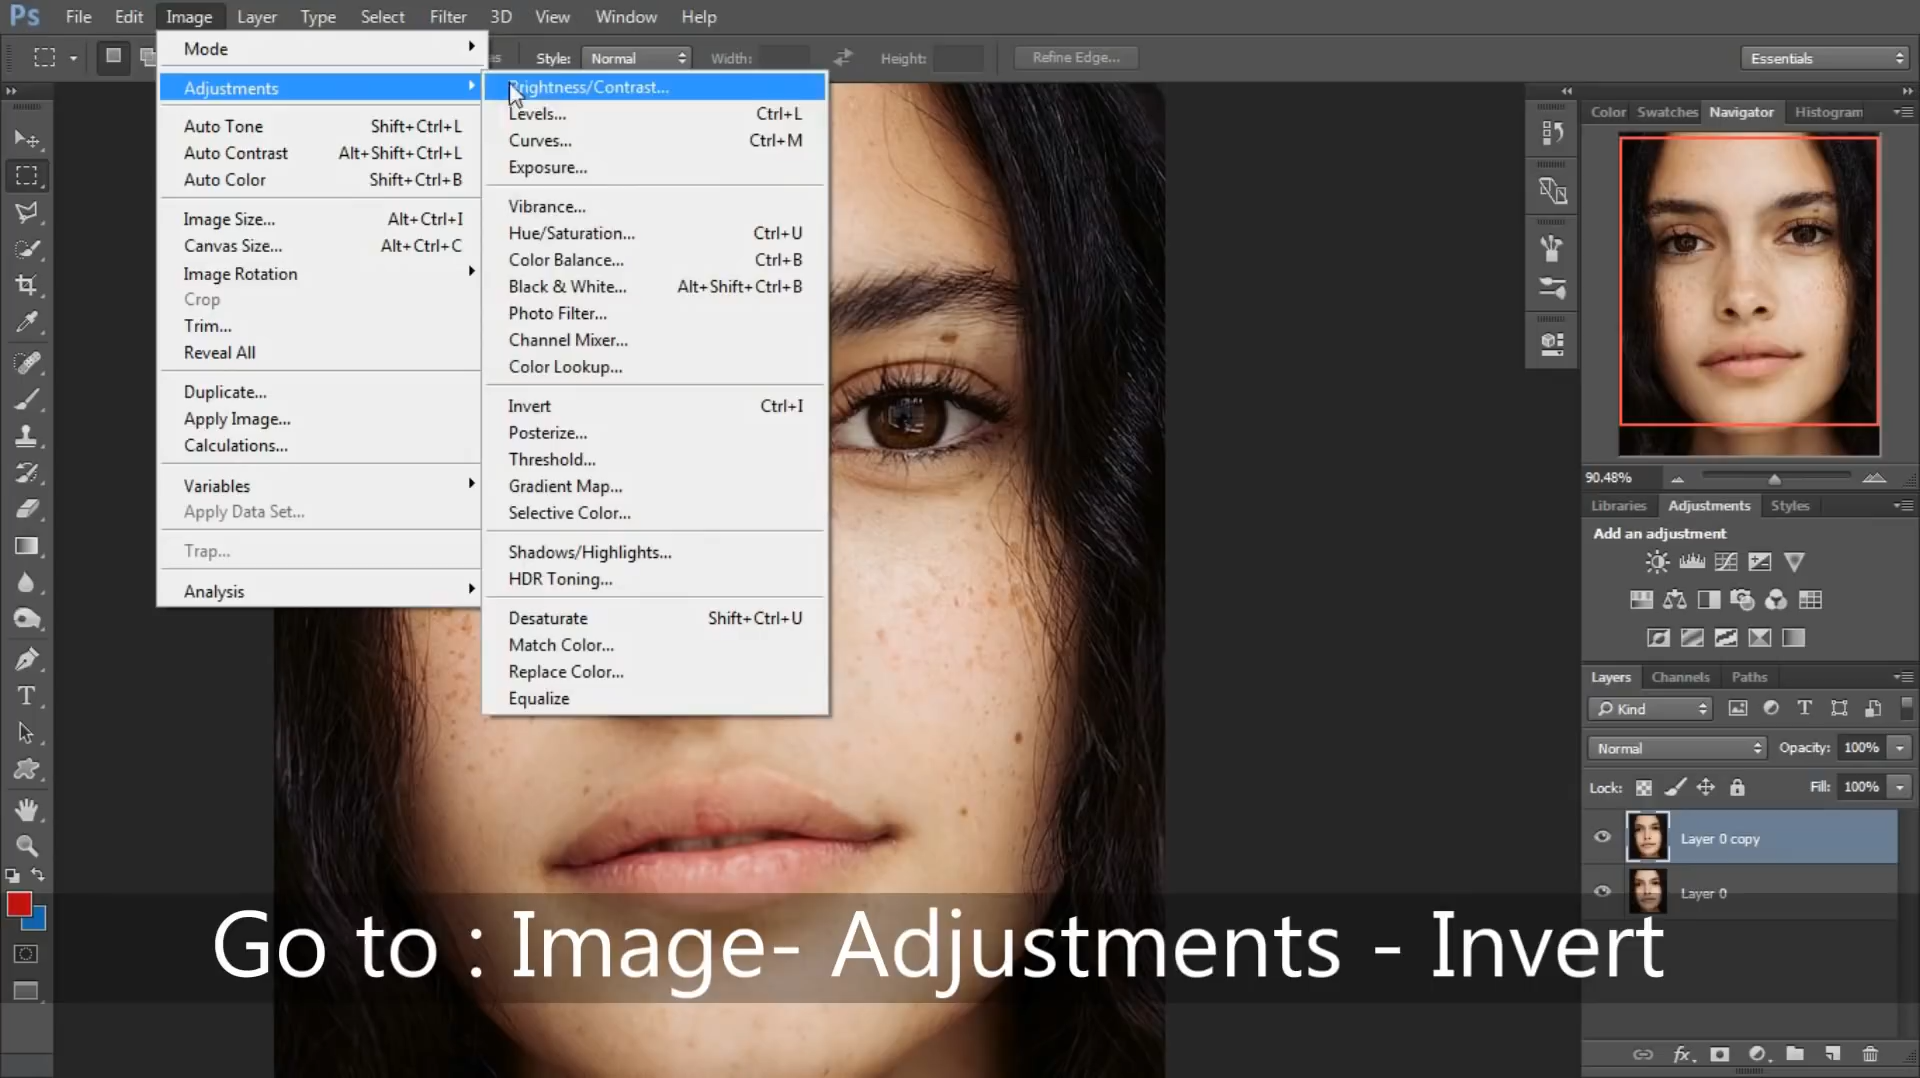 Ps File Edit Image Layer Type Select Filter 3D View Window Help
Style: Normal Width: Height: Refine Edge... Essentials
Mode
Adjustments
Auto Tone Shift+Ctrl+L
Auto Contrast Alt+Shift+Ctrl+L
Auto Color Shift+Ctrl+B
Image Size... Alt+Ctrl+I
Canvas Size... Alt+Ctrl+C
Image Rotation
Crop
Trim...
Reveal All
Duplicate...
Apply Image...
Calculations...
Variables
Apply Data Set...
Trap...
Analysis
Brightness/Contrast...
Levels... Ctrl+L
Curves... Ctrl+M
Exposure...
Vibrance...
Hue/Saturation... Ctrl+U
Color Balance... Ctrl+B
Black & White... Alt+Shift+Ctrl+B
Photo Filter...
Channel Mixer...
Color Lookup...
Invert Ctrl+I
Posterize...
Threshold...
Gradient Map...
Selective Color...
Shadows/Highlights...
HDR Toning...
Desaturate Shift+Ctrl+U
Match Color...
Replace Color...
Equalize
Color Swatches Navigator Histogram
90.48%
Libraries Adjustments Styles
Add an adjustment
Layers Channels Paths
Kind
Normal Opacity: 100%
Lock: Fill: 100%
Layer 0 copy
Layer 0
Go to : Image- Adjustments - Invert